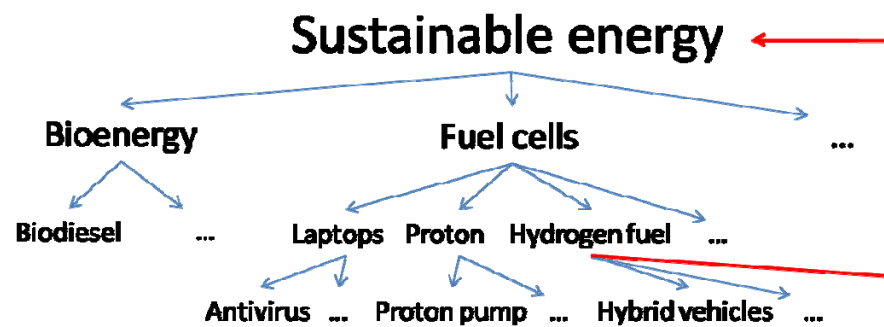 Sustainable energy
Bioenergy Fuel cells ...
Biodiesel ... Laptops Proton Hydrogen fuel ...
Antivirus ... Proton pump ... Hybrid vehicles ...